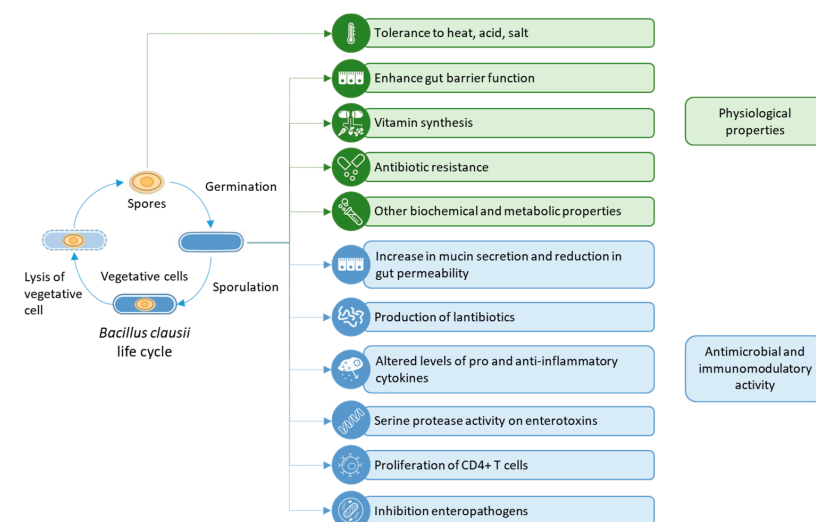 Tolerance to heat, acid, salt
Enhance gut barrier function
Vitamin synthesis
Antibiotic resistance
Other biochemical and metabolic properties
Physiological
properties
Germination
Spores
Lysis of
vegetative
cell
Vegetative cells
Sporulation
Bacillus clausii
life cycle
Increase in mucin secretion and reduction in
gut permeability
Production of lantibiotics
Altered levels of pro and anti-inflammatory
cytokines
Serine protease activity on enterotoxins
Proliferation of CD4+ T cells
Inhibition enteropathogens
Antimicrobial and
immunomodulatory
activity